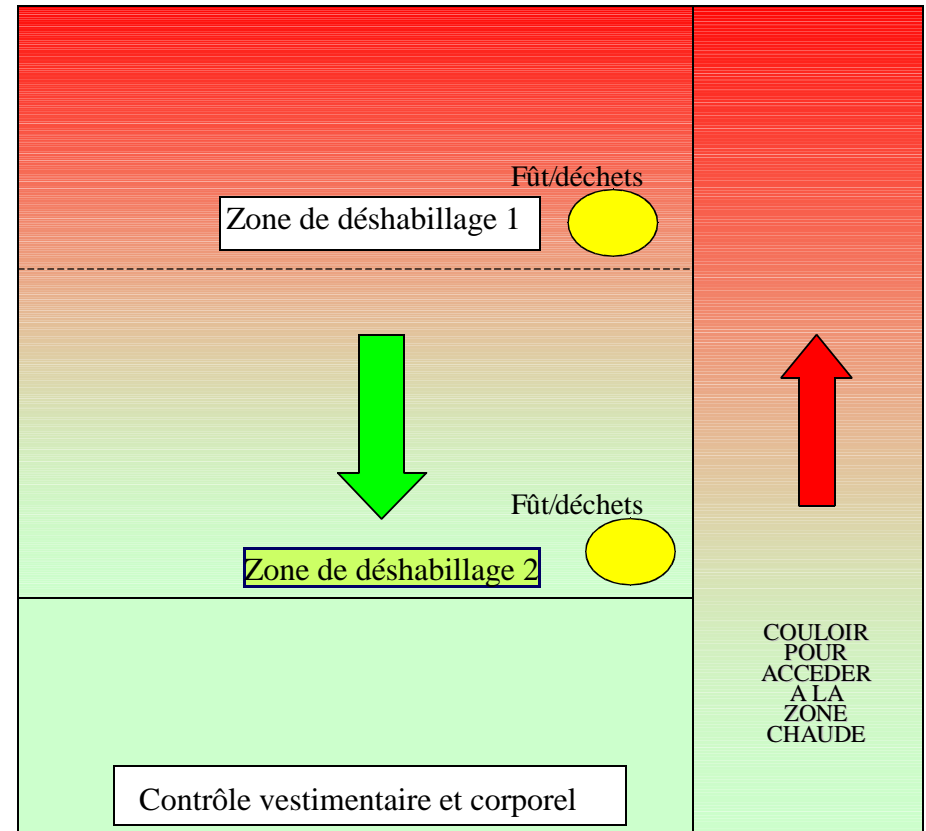 Fût/déchets
Zone de déshabillage 1
Fût/déchets
Zone de déshabillage 2
COULOIR
POUR
ACCEDER
A LA
ZONE
CHAUDE
Contrôle vestimentaire et corporel